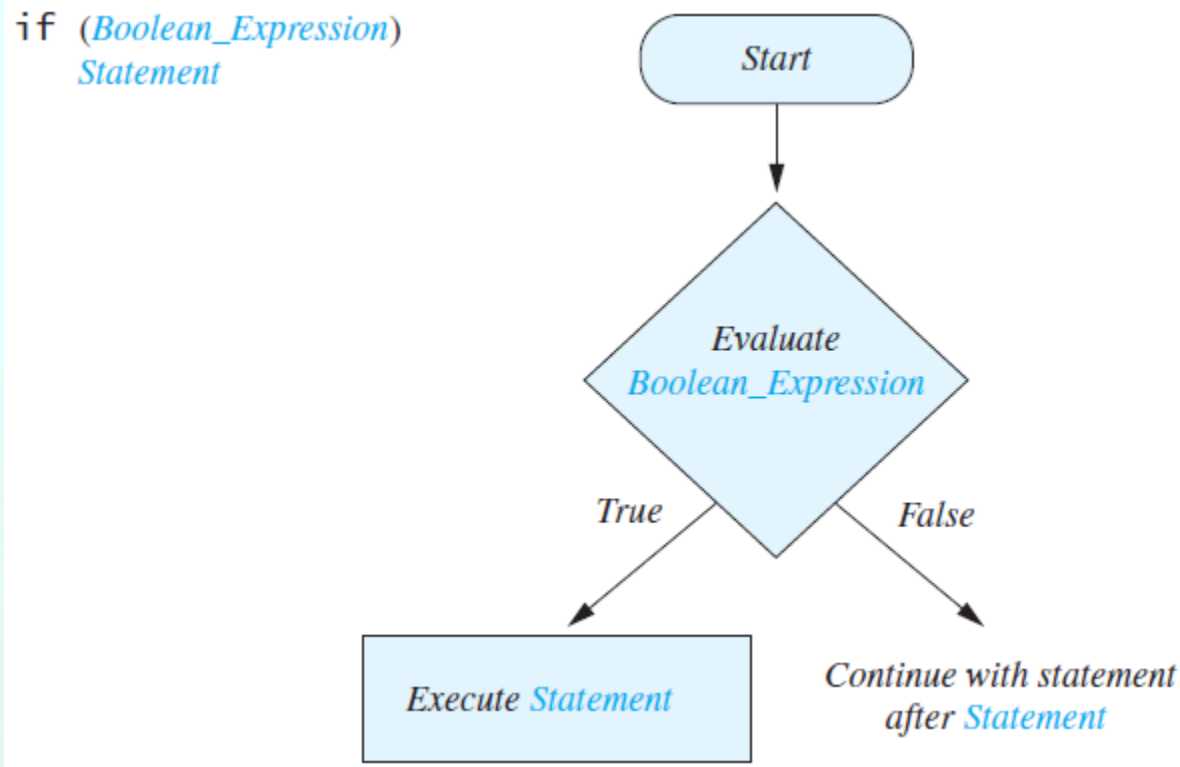 if (Boolean_Expression)
Statement
Start
Evaluate
Boolean_Expression
True
False
Execute Statement
Continue with statement
after Statement